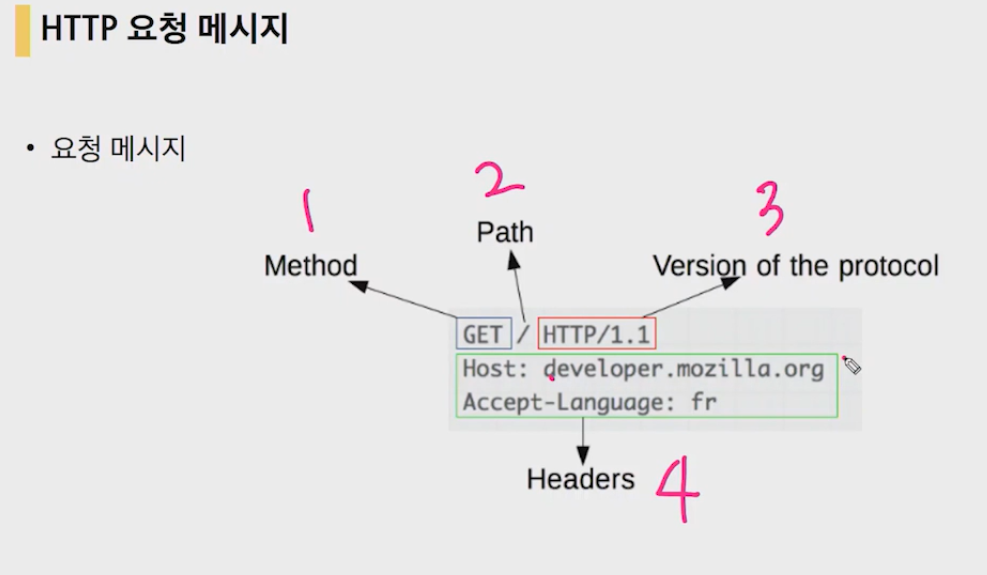 HTTP 요청 메시지
• 요청 메시지
1
2
3
Path
Method
Version of the protocol
GET / HTTP/1.1
Host: developer.mozilla.org
Accept-Language: fr
Headers 4